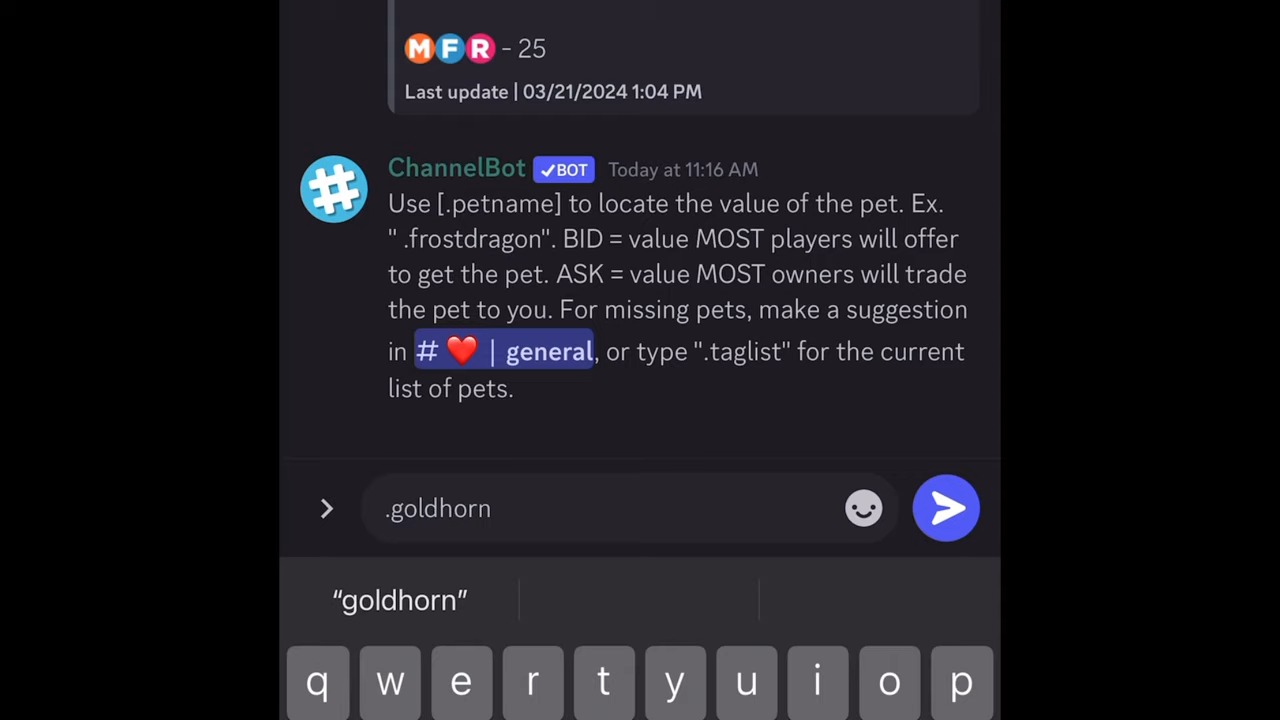 M F R - 25
Last update | 03/21/2024 1:04 PM
ChannelBot ✓BOT Today at 11:16 AM
Use [.petname] to locate the value of the pet. Ex.
" .frostdragon". BID = value MOST players will offer
to get the pet. ASK = value MOST owners will trade
the pet to you. For missing pets, make a suggestion
in # ❤️ | general, or type ".taglist" for the current
list of pets.
.goldhorn
“goldhorn”
q w e r t y u i o p